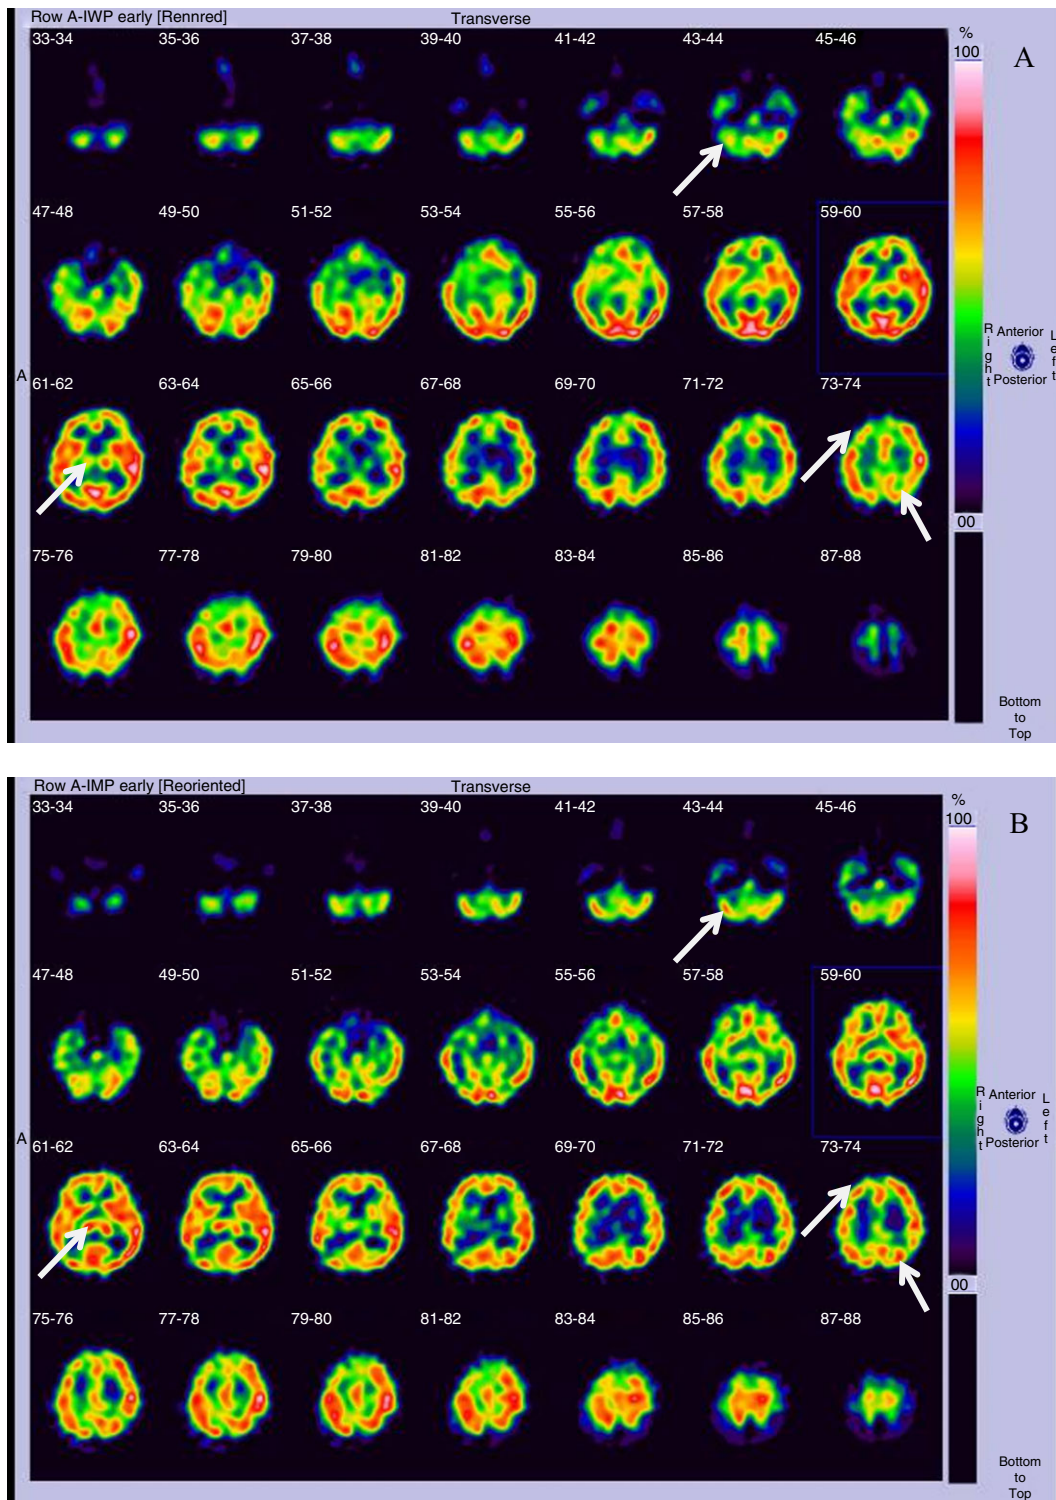 Row A-IWP early [Rennred]
Transverse
%
A
33-34
35-36
37-38
39-40
41-42
43-44
45-46
100
47-48
49-50
51-52
53-54
55-56
57-58
59-60
Right
Anterior
Left
Posterior
A
61-62
63-64
65-66
67-68
69-70
71-72
73-74
00
75-76
77-78
79-80
81-82
83-84
85-86
87-88
Bottom
to
Top
Row A-IMP early [Reoriented]
Transverse
%
B
33-34
35-36
37-38
39-40
41-42
43-44
45-46
100
47-48
49-50
51-52
53-54
55-56
57-58
59-60
Right
Anterior
Left
Posterior
A
61-62
63-64
65-66
67-68
69-70
71-72
73-74
00
75-76
77-78
79-80
81-82
83-84
85-86
87-88
Bottom
to
Top